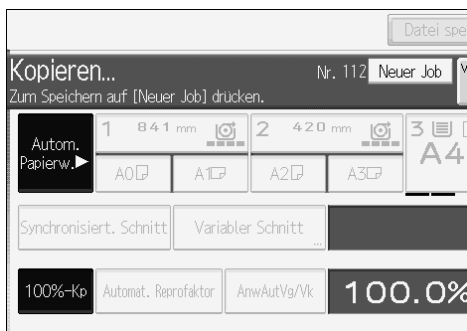 Datei spe
Kopieren...
Nr. 112 Neuer Job
Zum Speichern auf [Neuer Job] drücken.
Autom. Papierw.
1 841 mm
2 420 mm
3
A4
A0 A1 A2 A3
Synchronisiert. Schnitt Variabler Schnitt ...
100%-Kp Automat. Reprofaktor AnwAutVg/Vk 100.0%